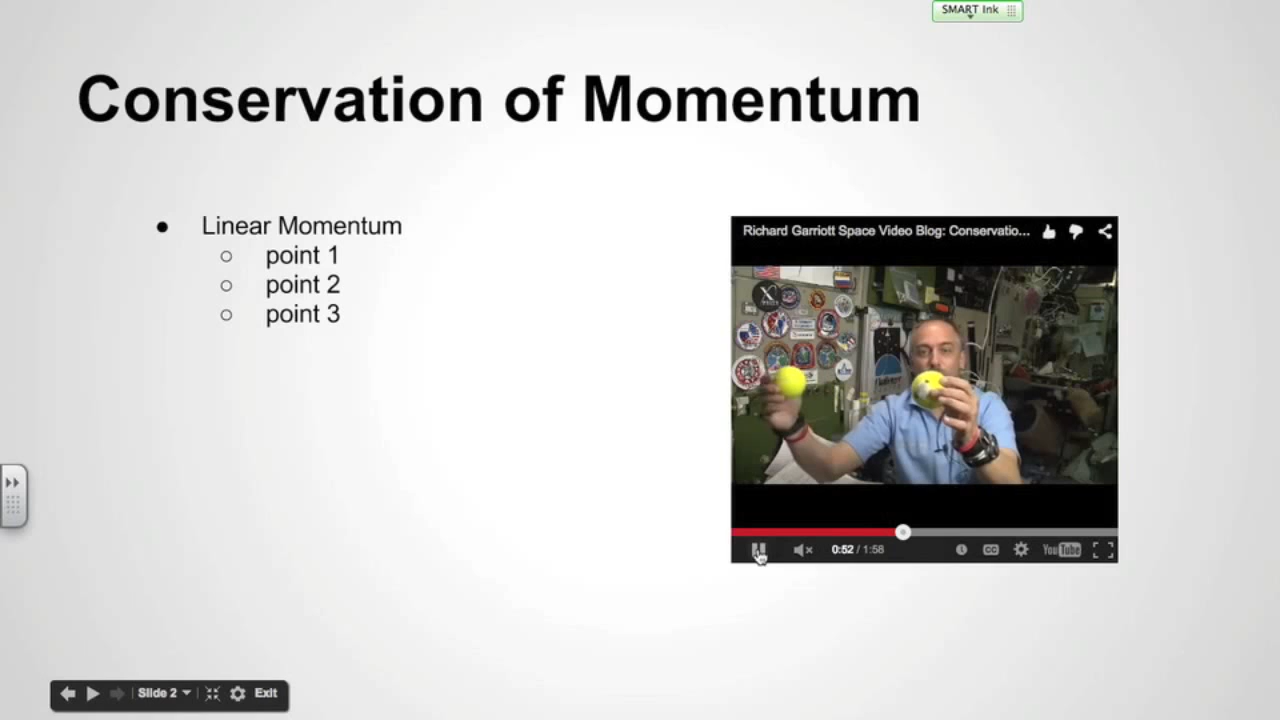 SMART Ink
Conservation of Momentum
● Linear Momentum
○ point 1
○ point 2
○ point 3
Richard Garriott Space Video Blog: Conservatio...
X
0:52 / 1:58
CC
YouTube
Slide 2
Exit